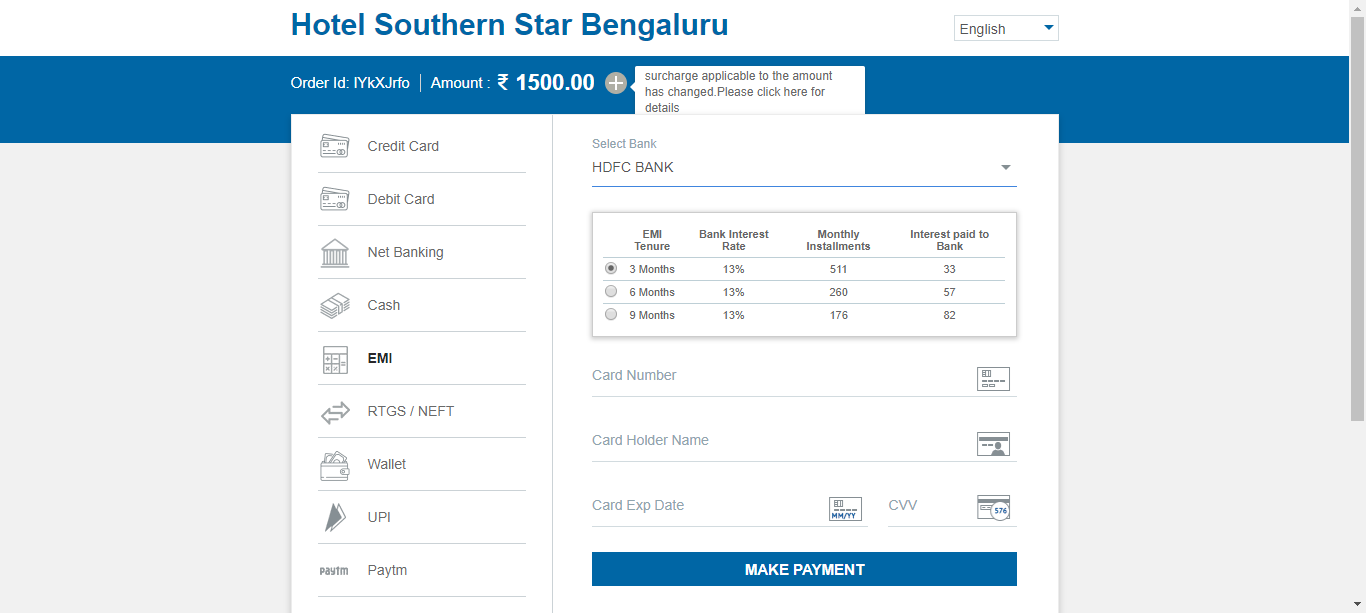 Hotel Southern Star Bengaluru
English
Order Id: IYkXJrfo | Amount : ₹ 1500.00
surcharge applicable to the amount
has changed.Please click here for
details
Credit Card
Debit Card
Net Banking
Cash
EMI
RTGS / NEFT
Wallet
UPI
paytm Paytm
Select Bank
HDFC BANK
EMI Tenure Bank Interest Rate Monthly Installments Interest paid to Bank
3 Months 13% 511 33
6 Months 13% 260 57
9 Months 13% 176 82
Card Number
Card Holder Name
Card Exp Date MM/YY CVV 576
MAKE PAYMENT